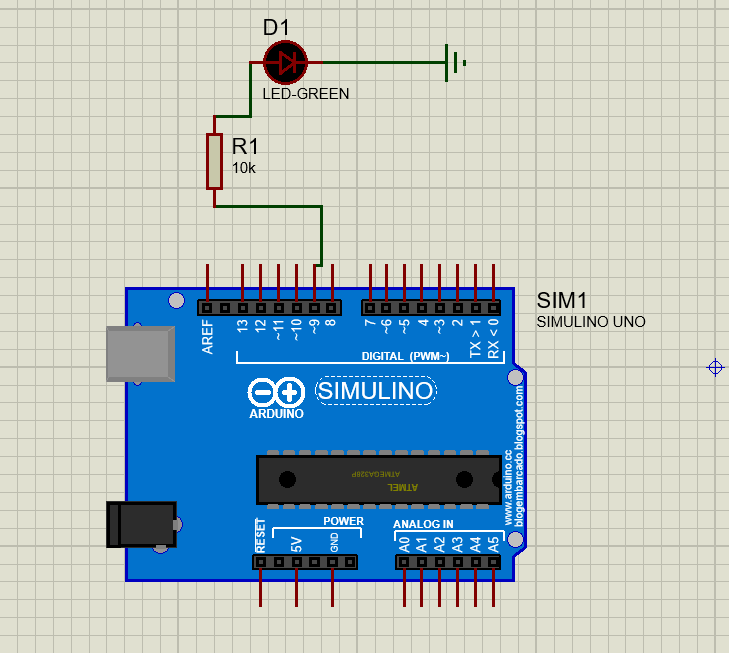 D1
LED-GREEN
R1
10k
SIM1
SIMULINO UNO
AREF
13
12
~11
~10
~9
8
7
~6
~5
4
~3
2
TX > 1
RX < 0
DIGITAL (PWM~)
SIMULINO
ARDUINO
www.arduino.cc
blogembarcado.blogspot.com
ATMEGA328P
ATMEL
RESET
5V
POWER
GND
ANALOG IN
A0
A1
A2
A3
A4
A5